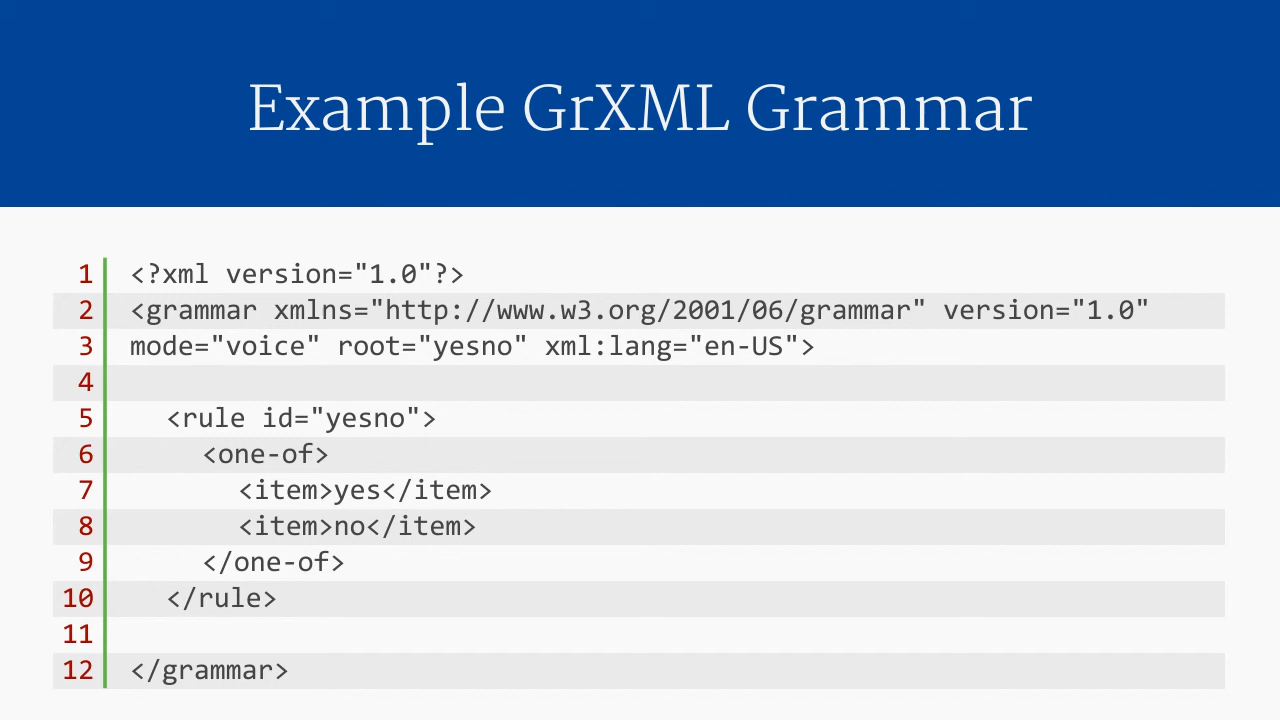 Example GrXML Grammar
1 <?xml version="1.0"?>
2 <grammar xmlns="http://www.w3.org/2001/06/grammar" version="1.0"
3 mode="voice" root="yesno" xml:lang="en-US">
4
5 <rule id="yesno">
6 <one-of>
7 <item>yes</item>
8 <item>no</item>
9 </one-of>
10 </rule>
11
12 </grammar>